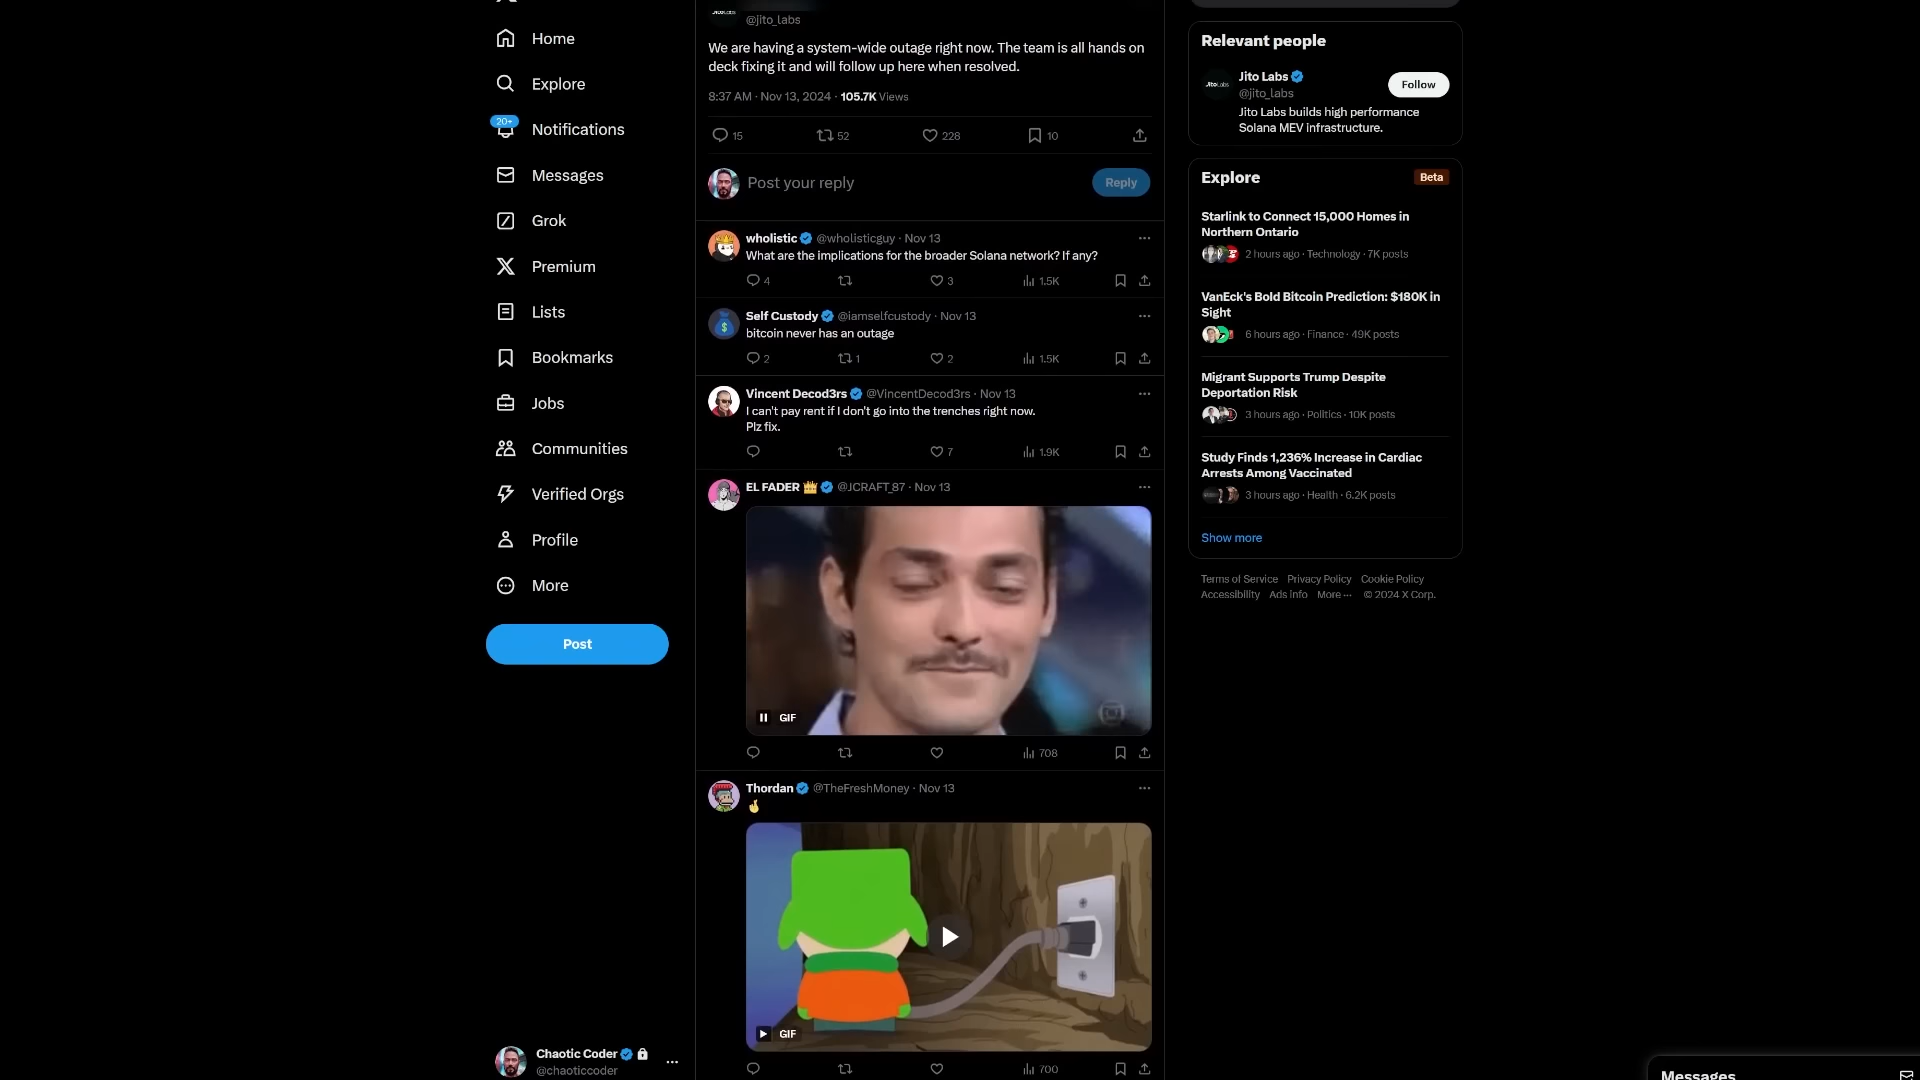 Home
Explore
20+
Notifications
Messages
Grok
Premium
Lists
Bookmarks
Jobs
Communities
Verified Orgs
Profile
More
Post
Chaotic Coder
@chaoticcoder
@jito_labs
We are having a system-wide outage right now. The team is all hands on
deck fixing it and will follow up here when resolved.
8:37 AM · Nov 13, 2024 · 105.7K Views
15 52 228 10
Post your reply
Reply
wholistic @wholisticguy · Nov 13
What are the implications for the broader Solana network? If any?
4 3 1.5K
Self Custody @iamselfcustody · Nov 13
bitcoin never has an outage
2 1 2 1.5K
Vincent Decod3rs @VincentDecod3rs · Nov 13
I can't pay rent if I don't go into the trenches right now.
Plz fix.
7 1.9K
EL FADER @JCRAFT_87 · Nov 13
GIF
708
Thordan @TheFreshMoney · Nov 13
GIF
700
Relevant people
Jito Labs
@jito_labs
Follow
Jito Labs builds high performance
Solana MEV infrastructure.
Explore
Beta
Starlink to Connect 15,000 Homes in
Northern Ontario
2 hours ago · Technology · 7K posts
VanEck's Bold Bitcoin Prediction: $180K in
Sight
6 hours ago · Finance · 49K posts
Migrant Supports Trump Despite
Deportation Risk
3 hours ago · Politics · 10K posts
Study Finds 1,236% Increase in Cardiac
Arrests Among Vaccinated
3 hours ago · Health · 6.2K posts
Show more
Terms of Service Privacy Policy Cookie Policy
Accessibility Ads info More ··· © 2024 X Corp.
Messages